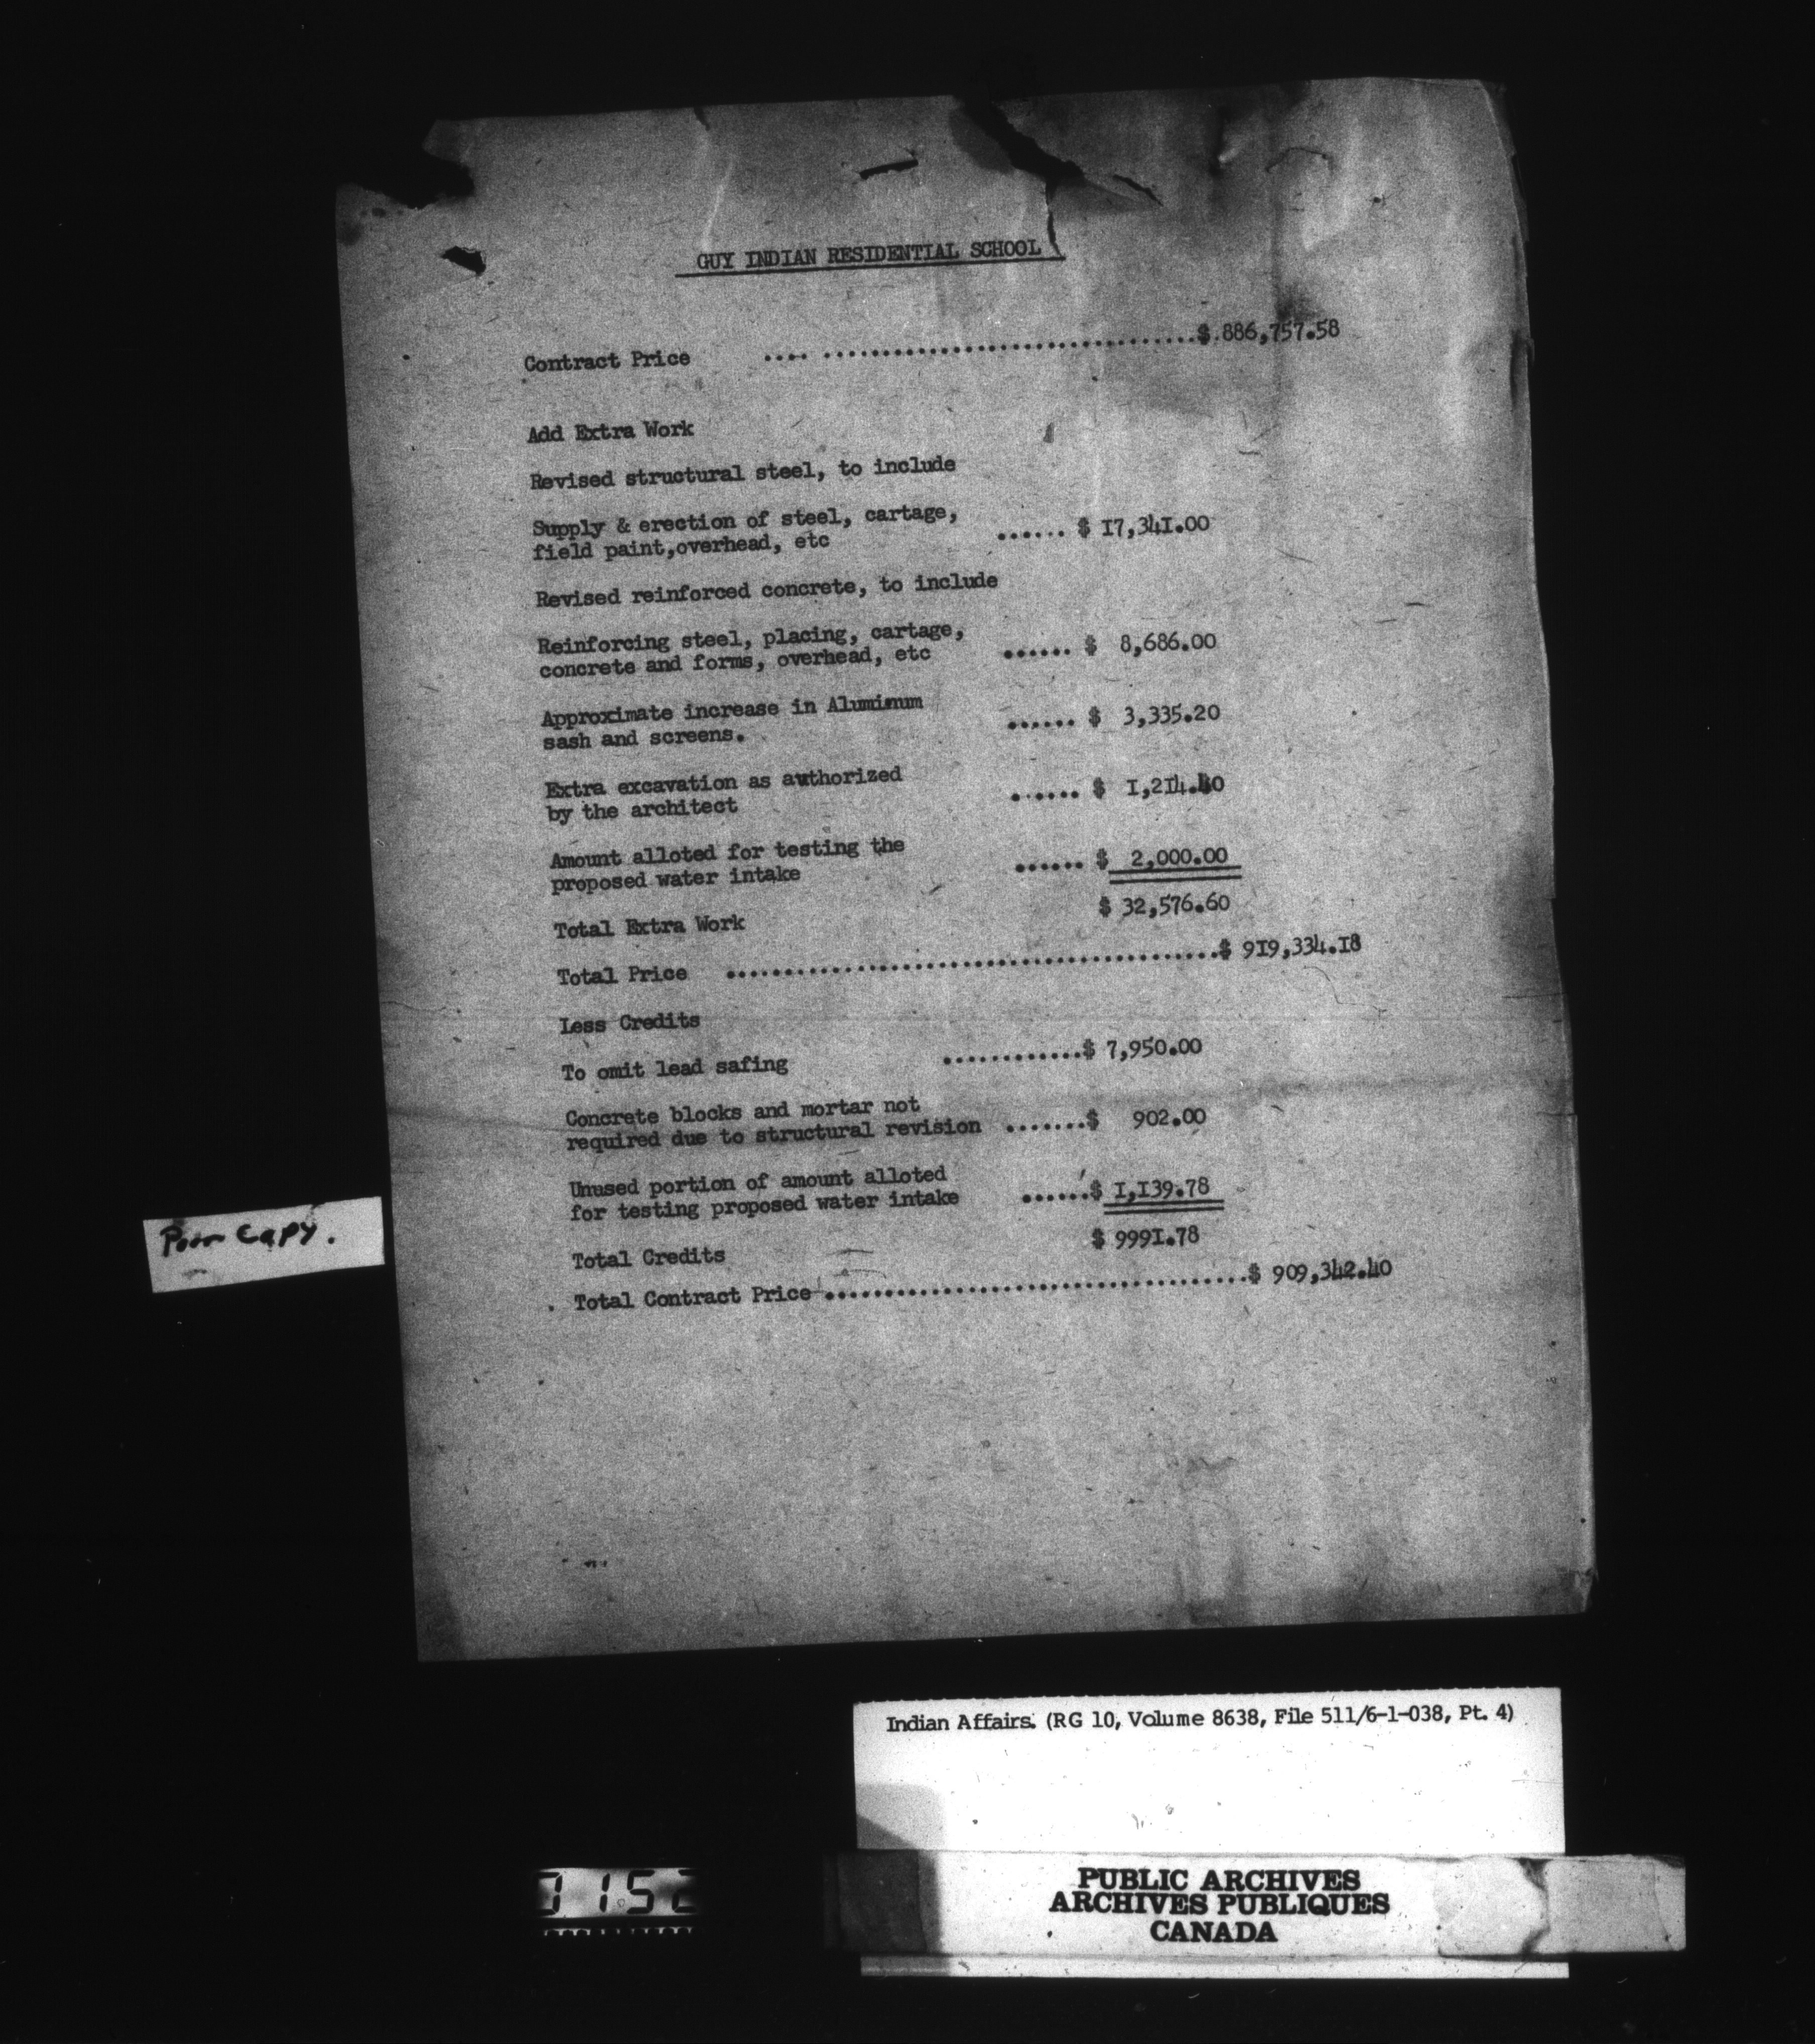 GUY INDIAN RESIDENTIAL SCHOOL
Contract Price .... ................................$.886,757.58
Add Extra Work
Revised structural steel, to include
Supply & erection of steel, cartage,
field paint,overhead, etc ...... $ 17,341.00
Revised reinforced concrete, to include
Reinforcing steel, placing, cartage,
concrete and forms, overhead, etc ...... $ 8,686.00
Approximate increase in Aluminum
sash and screens. ...... $ 3,335.20
Extra excavation as authorized
by the architect ...... $ 1,214.40
Amount alloted for testing the
proposed water intake ...... $ 2,000.00
Total Extra Work $ 32,576.60
Total Price ..........................................$ 919,334.18
Less Credits
To omit lead safing ............$ 7,950.00
Concrete blocks and mortar not
required due to structural revision .......$ 902.00
Unused portion of amount alloted
for testing proposed water intake ......$ 1,139.78
Total Credits $ 9991.78
Total Contract Price ....................................$ 909,342.40
Poor Copy.
Indian Affairs. (RG 10, Volume 8638, File 511/6-1-038, Pt. 4)
0152
PUBLIC ARCHIVES
ARCHIVES PUBLIQUES
CANADA